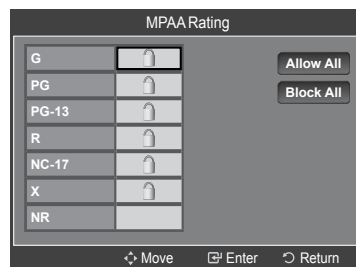 MPAA Rating
G
Allow All
PG
Block All
PG-13
R
NC-17
X
NR
Move Enter Return